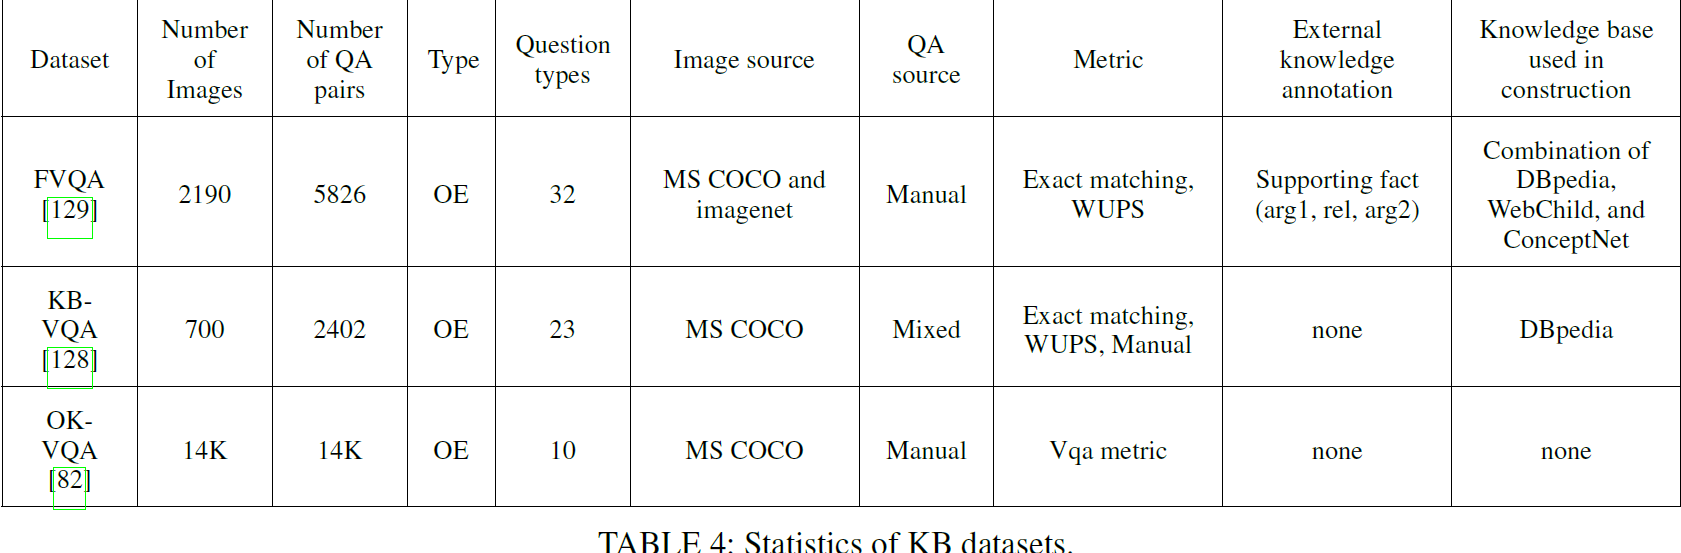 Dataset
Number
of
Images
Number
of QA
pairs
Type
Question
types
Image source
QA
source
Metric
External
knowledge
annotation
Knowledge base
used in
construction
FVQA
[129]
2190
5826
OE
32
MS COCO and
imagenet
Manual
Exact matching,
WUPS
Supporting fact
(arg1, rel, arg2)
Combination of
DBpedia,
WebChild, and
ConceptNet
KB-
VQA
[128]
700
2402
OE
23
MS COCO
Mixed
Exact matching,
WUPS, Manual
none
DBpedia
OK-
VQA
[82]
14K
14K
OE
10
MS COCO
Manual
Vqa metric
none
none
TABLE 4: Statistics of KB datasets.